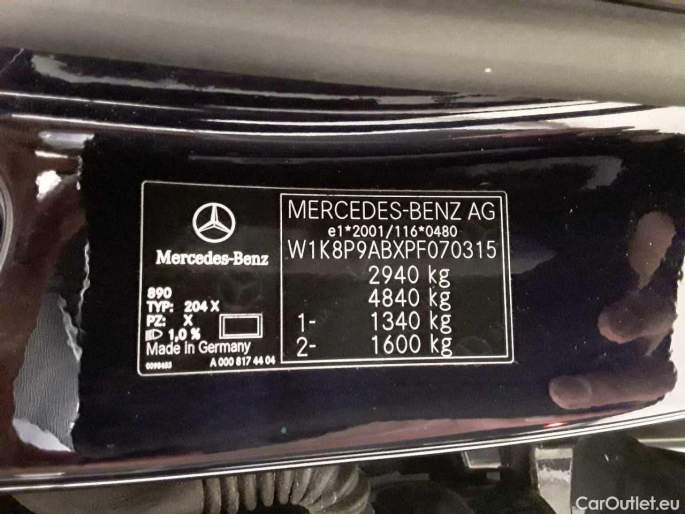 MERCEDES-BENZ AG
e1*2001/116*0480
W1K8P9ABXPF070315
2940 kg
4840 kg
1- 1340 kg
2- 1600 kg
Mercedes-Benz
890
TYP: 204 X
PZ: X
1,0 %
Made in Germany
A 000 817 44 04
CarOutlet.eu